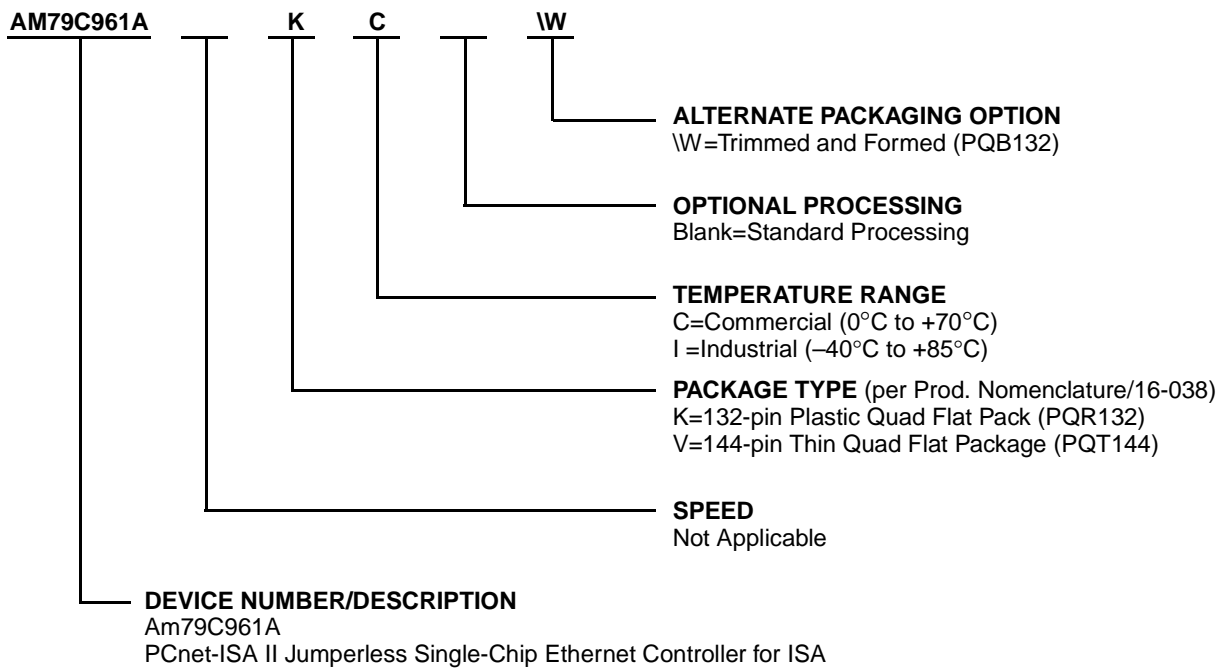 AM79C961A K C \W
ALTERNATE PACKAGING OPTION
\W=Trimmed and Formed (PQB132)
OPTIONAL PROCESSING
Blank=Standard Processing
TEMPERATURE RANGE
C=Commercial (0°C to +70°C)
I =Industrial (–40°C to +85°C)
PACKAGE TYPE (per Prod. Nomenclature/16-038)
K=132-pin Plastic Quad Flat Pack (PQR132)
V=144-pin Thin Quad Flat Package (PQT144)
SPEED
Not Applicable
DEVICE NUMBER/DESCRIPTION
Am79C961A
PCnet-ISA II Jumperless Single-Chip Ethernet Controller for ISA